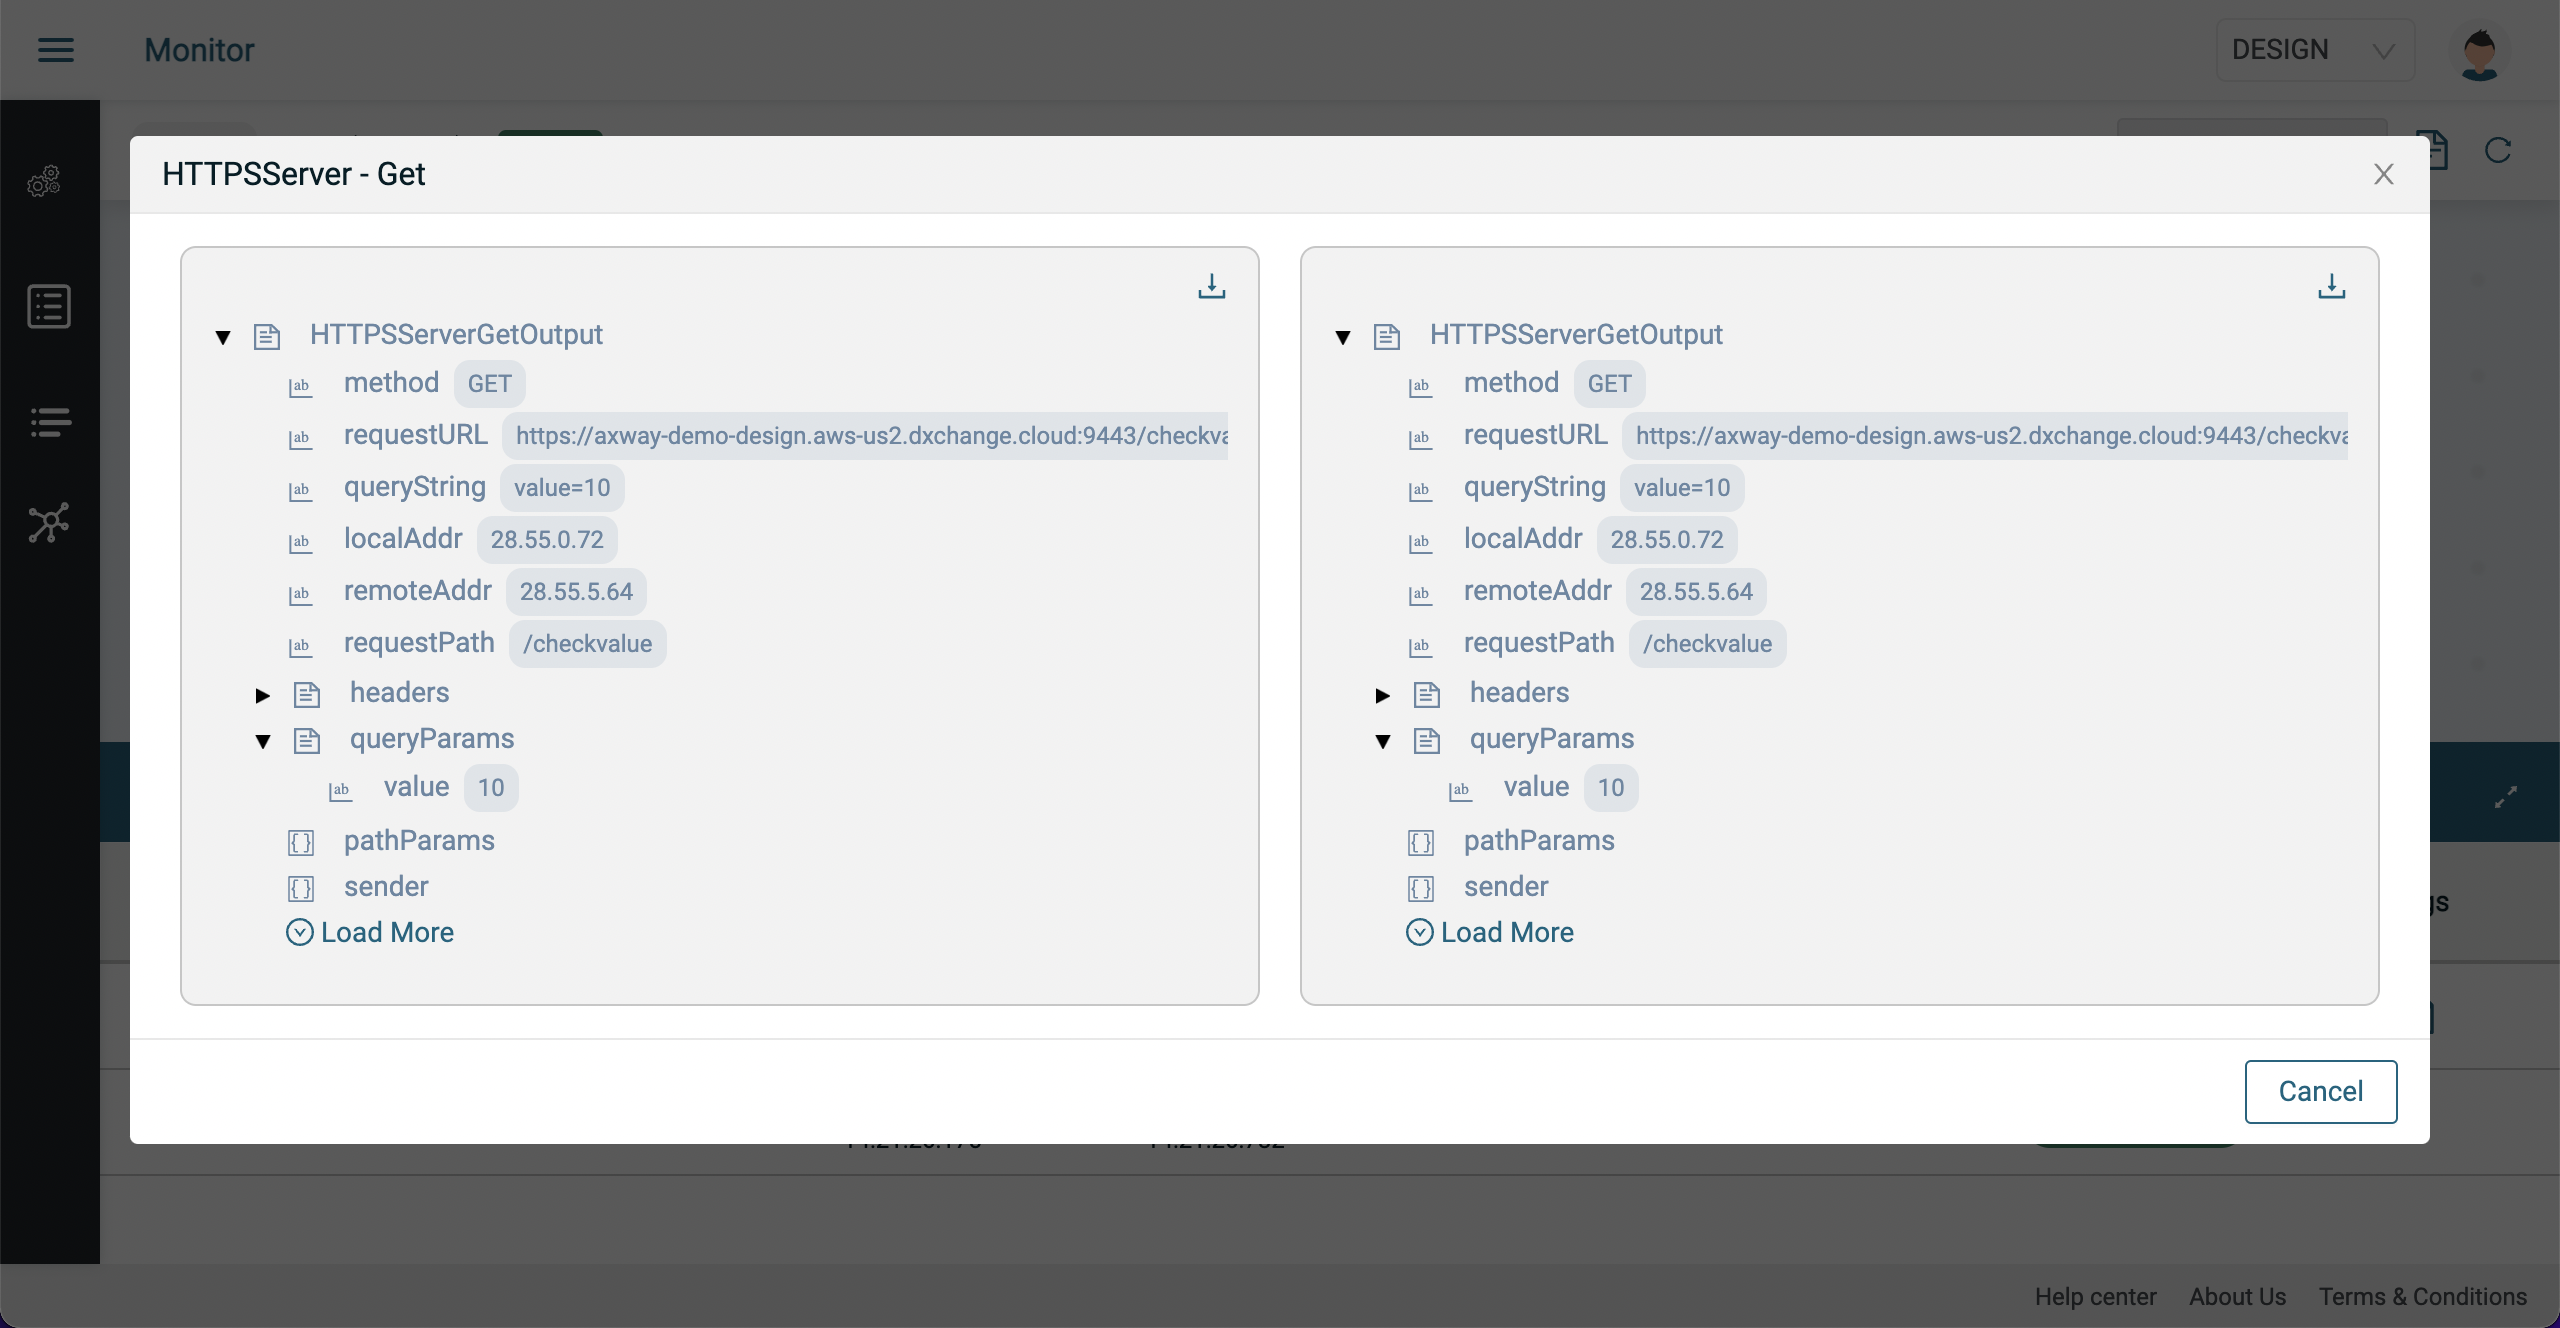 Monitor
DESIGN
HTTPSServer - Get
HTTPSServerGetOutput
method GET
requestURL https://axway-demo-design.aws-us2.dxchange.cloud:9443/checkva
queryString value=10
localAddr 28.55.0.72
remoteAddr 28.55.5.64
requestPath /checkvalue
headers
queryParams
value 10
pathParams
sender
Load More
HTTPSServerGetOutput
method GET
requestURL https://axway-demo-design.aws-us2.dxchange.cloud:9443/checkva
queryString value=10
localAddr 28.55.0.72
remoteAddr 28.55.5.64
requestPath /checkvalue
headers
queryParams
value 10
pathParams
sender
Load More
Cancel
Help center About Us Terms & Conditions